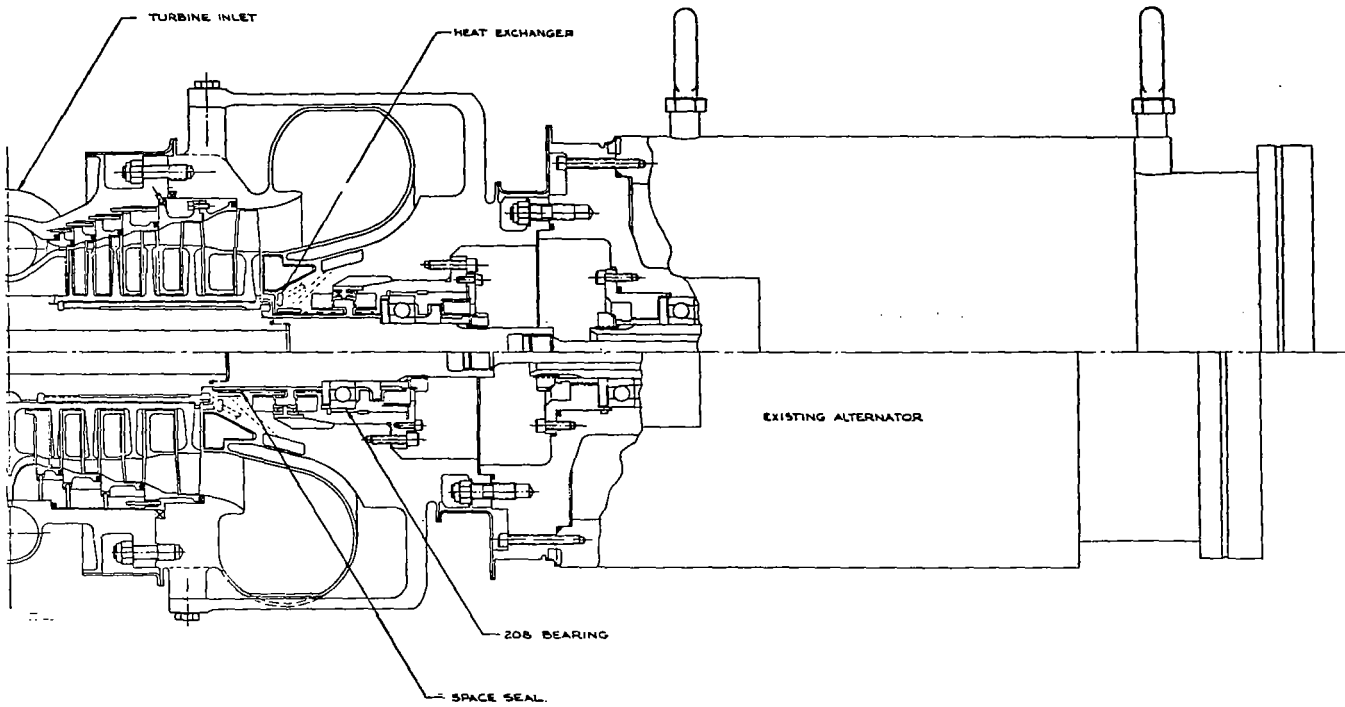 TURBINE INLET
HEAT EXCHANGER
EXISTING ALTERNATOR
208 BEARING
SPACE SEAL.